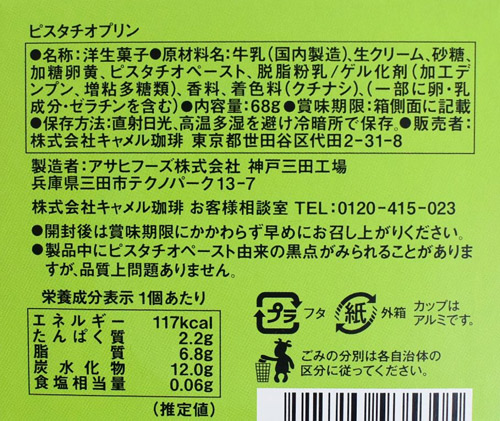 ピスタチオプリン
●名称:洋生菓子●原材料名:牛乳(国内製造)、生クリーム、砂糖、
加糖卵黄、ピスタチオペースト、脱脂粉乳/ゲル化剤(加工デ
ンプン、増粘多糖類)、香料、着色料(クチナシ)、(一部に卵・乳
成分・ゼラチンを含む)●内容量:68g●賞味期限:箱側面に記載
●保存方法:直射日光、高温多湿を避け冷暗所で保存。●販売者:
株式会社キャメル珈琲 東京都世田谷区代田2-31-8
製造者:アサヒフーズ株式会社 神戸三田工場
兵庫県三田市テクノパーク13-7
株式会社キャメル珈琲 お客様相談室 TEL:0120-415-023
●開封後は賞味期限にかかわらず早めにお召し上がりください。
●製品中にピスタチオペースト由来の黒点がみられることがありま
すが、品質上問題ありません。
栄養成分表示 1個あたり
エネルギー 117kcal
たんぱく質 2.2g
脂質 6.8g
炭水化物 12.0g
食塩相当量 0.06g
(推定値)
プラ フタ 紙 外箱 カップは
アルミです。
ごみの分別は各自治体の
区分に従ってください。